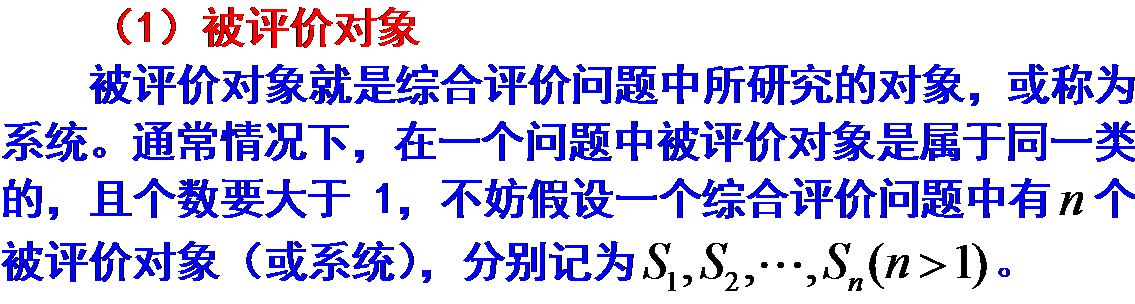 （1）被评价对象
被评价对象就是综合评价问题中所研究的对象，或称为
系统。通常情况下，在一个问题中被评价对象是属于同一类
的，且个数要大于 1，不妨假设一个综合评价问题中有 n 个
被评价对象（或系统），分别记为 S₁,S₂,⋯,Sₙ(n>1) 。